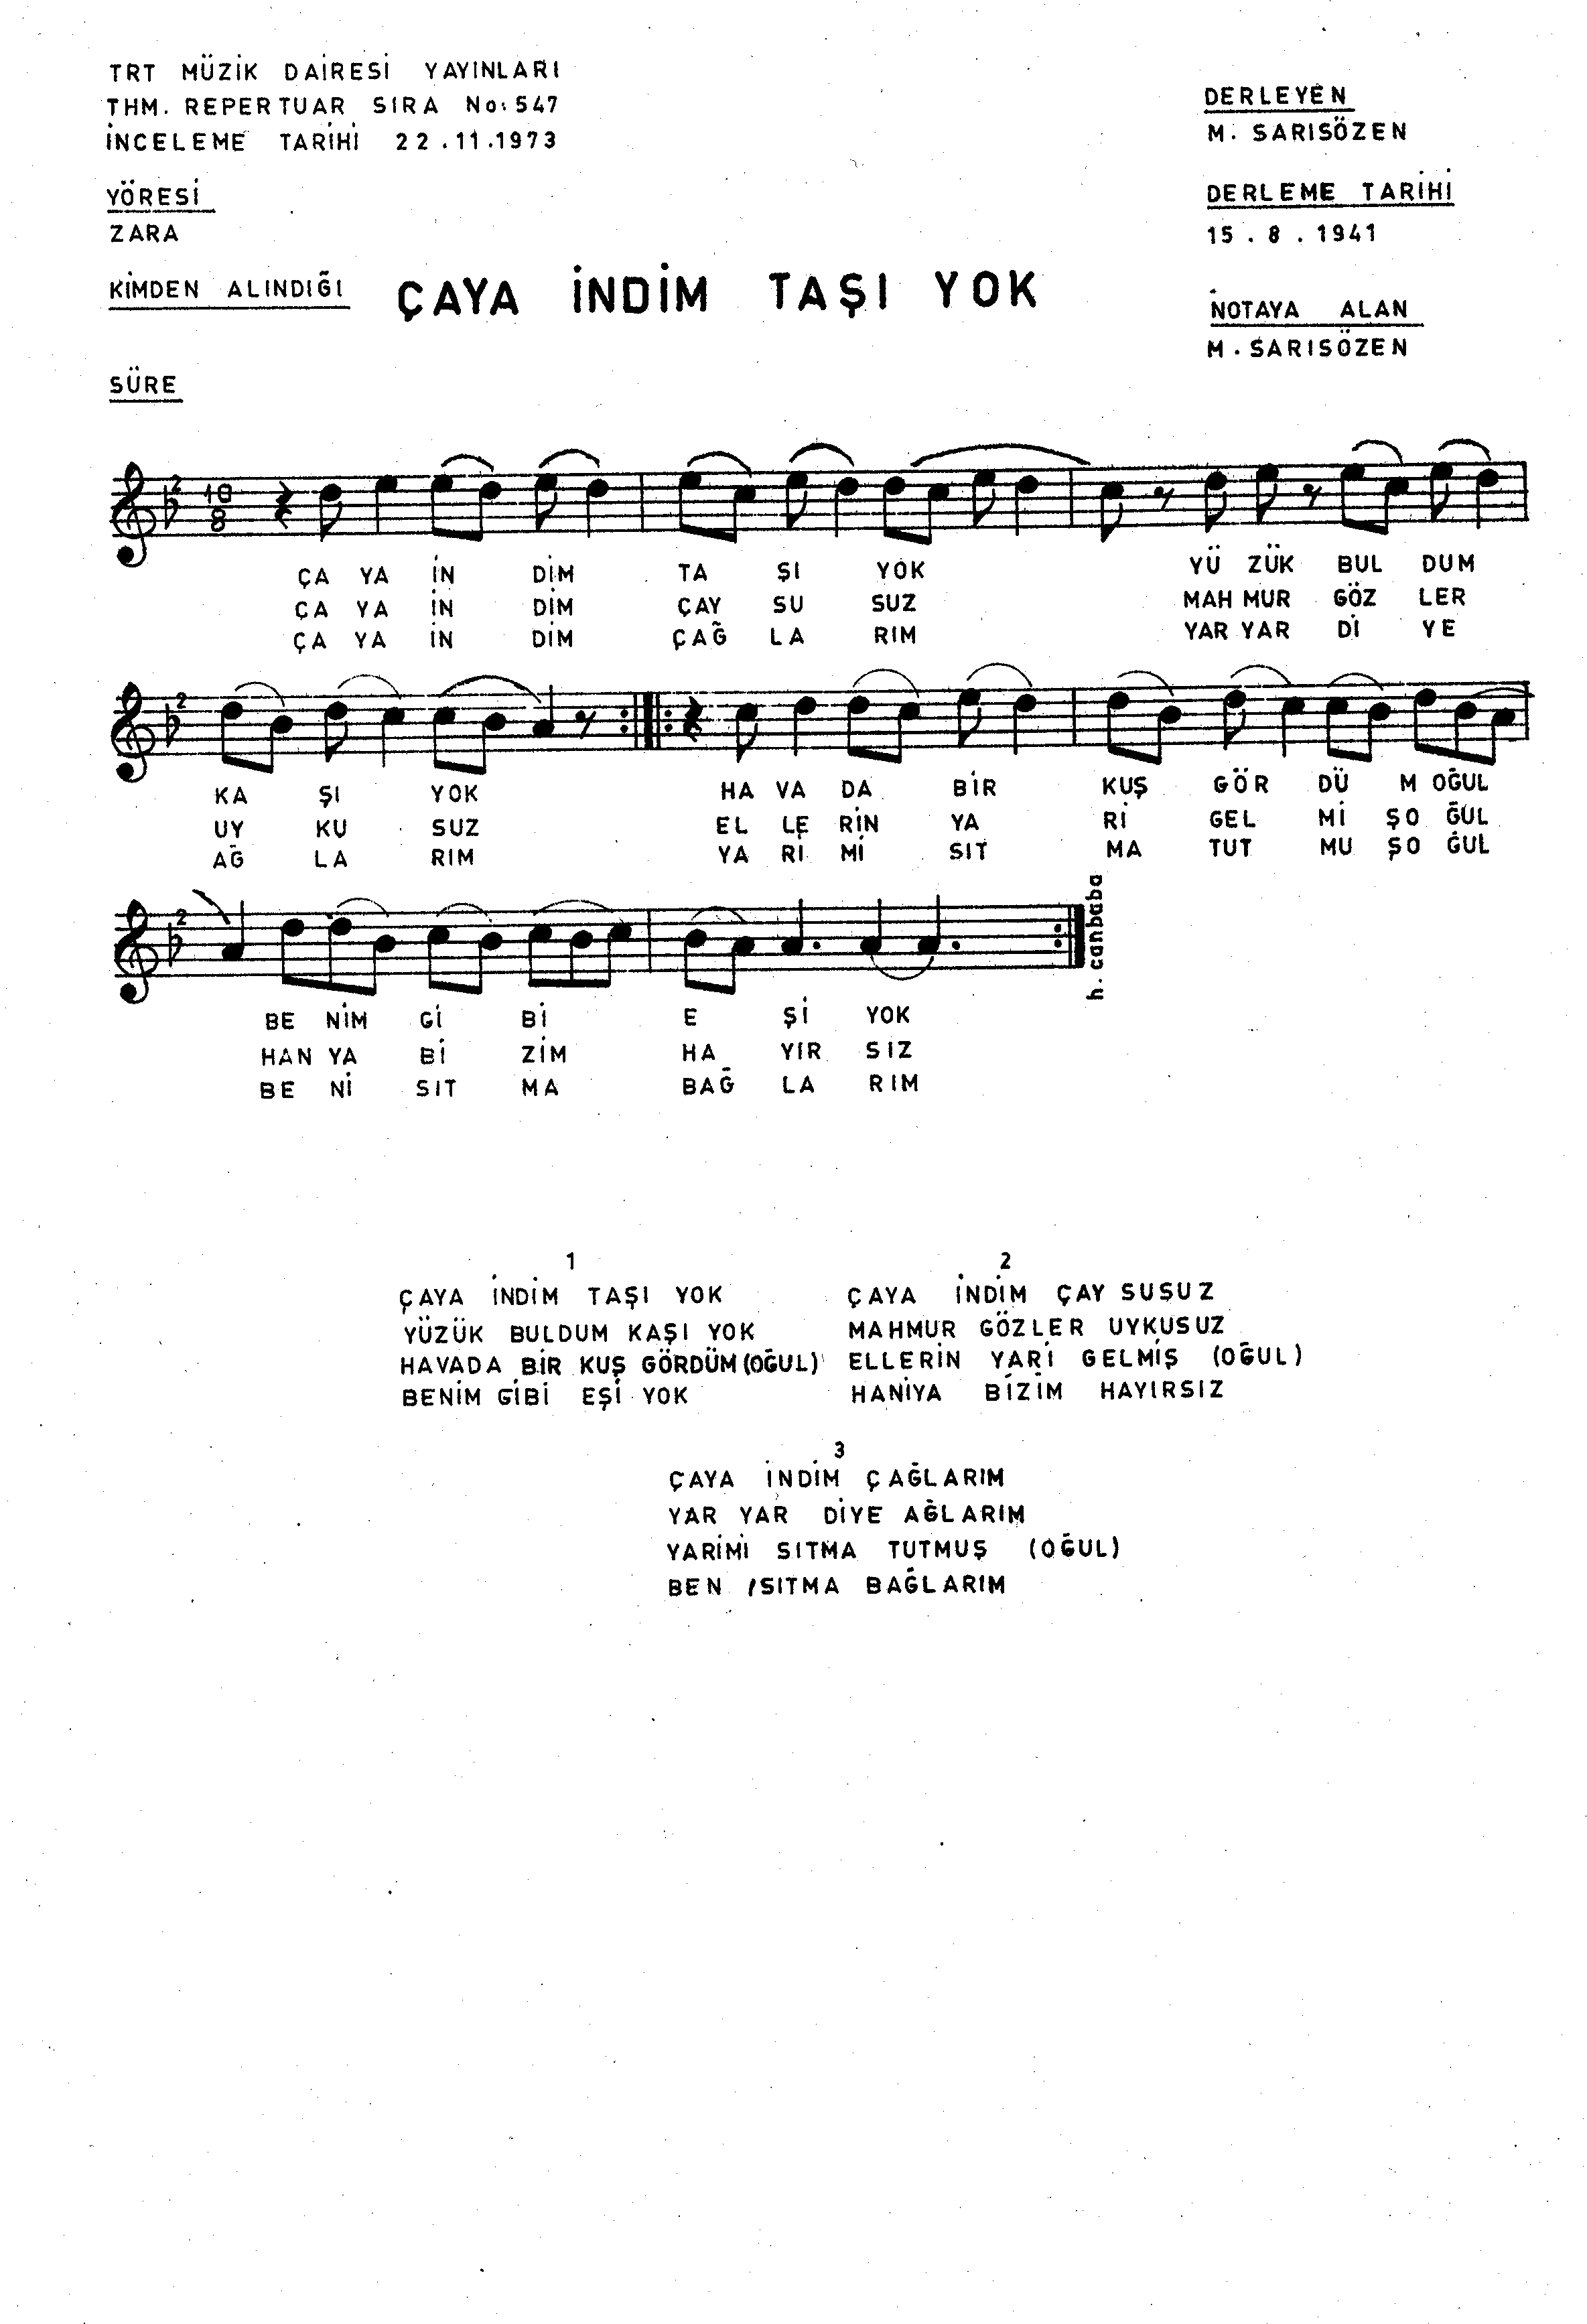 TRT MÜZİK DAİRESİ YAYINLARI
THM. REPERTUAR SIRA No: 547
İNCELEME TARİHİ 22.11.1973
DERLEYEN
M. SARISÖZEN
YÖRESİ
ZARA
DERLEME TARİHİ
15.8.1941
KİMDEN ALINDIĞI
ÇAYA İNDİM TAŞI YOK
NOTAYA ALAN
M. SARISÖZEN
SÜRE
2
10
8
ÇA YA İN DİM TA ŞI YOK YÜ ZÜK BUL DUM
ÇA YA İN DİM ÇAY SU SUZ MAH MUR GÖZ LER
ÇA YA İN DİM ÇAĞ LA RIM YAR YAR Dİ YE
2
KA ŞI YOK HA VA DA BİR KUŞ GÖR DÜ M OĞUL
UY KU SUZ EL LE RİN YA Rİ GEL Mİ ŞO ĞUL
AĞ LA RIM YA Rİ Mİ SIT MA TUT MU ŞO ĞUL
2
h. canbaba
BE NİM Gİ Bİ E Şİ YOK
HAN YA Bİ ZİM HA YIR SIZ
BE Nİ SIT MA BAĞ LA RIM
1
ÇAYA İNDİM TAŞI YOK
YÜZÜK BULDUM KAŞI YOK
HAVADA BİR KUŞ GÖRDÜM (OĞUL)
BENİM GİBİ EŞİ YOK
2
ÇAYA İNDİM ÇAY SUSUZ
MAHMUR GÖZLER UYKUSUZ
ELLERİN YARİ GELMİŞ (OĞUL)
HANİYA BİZİM HAYIRSIZ
3
ÇAYA İNDİM ÇAĞLARIM
YAR YAR DİYE AĞLARIM
YARİMİ SITMA TUTMUŞ (OĞUL)
BEN ISITMA BAĞLARIM